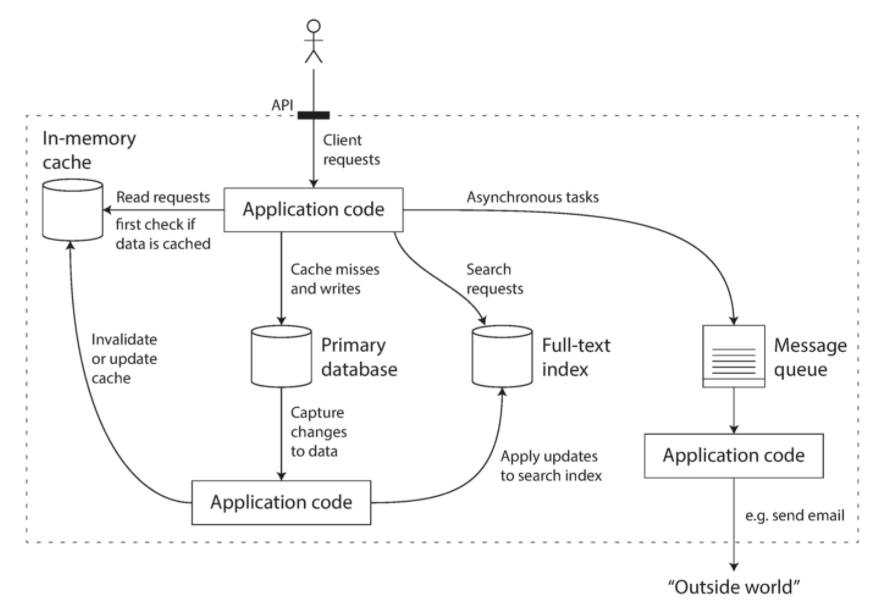 API
Client
requests
In-memory
cache
Read requests
first check if
data is cached
Application code
Asynchronous tasks
Cache misses
and writes
Search
requests
Invalidate
or update
cache
Primary
database
Full-text
index
Message
queue
Capture
changes
to data
Apply updates
to search index
Application code
Application code
e.g. send email
“Outside world”